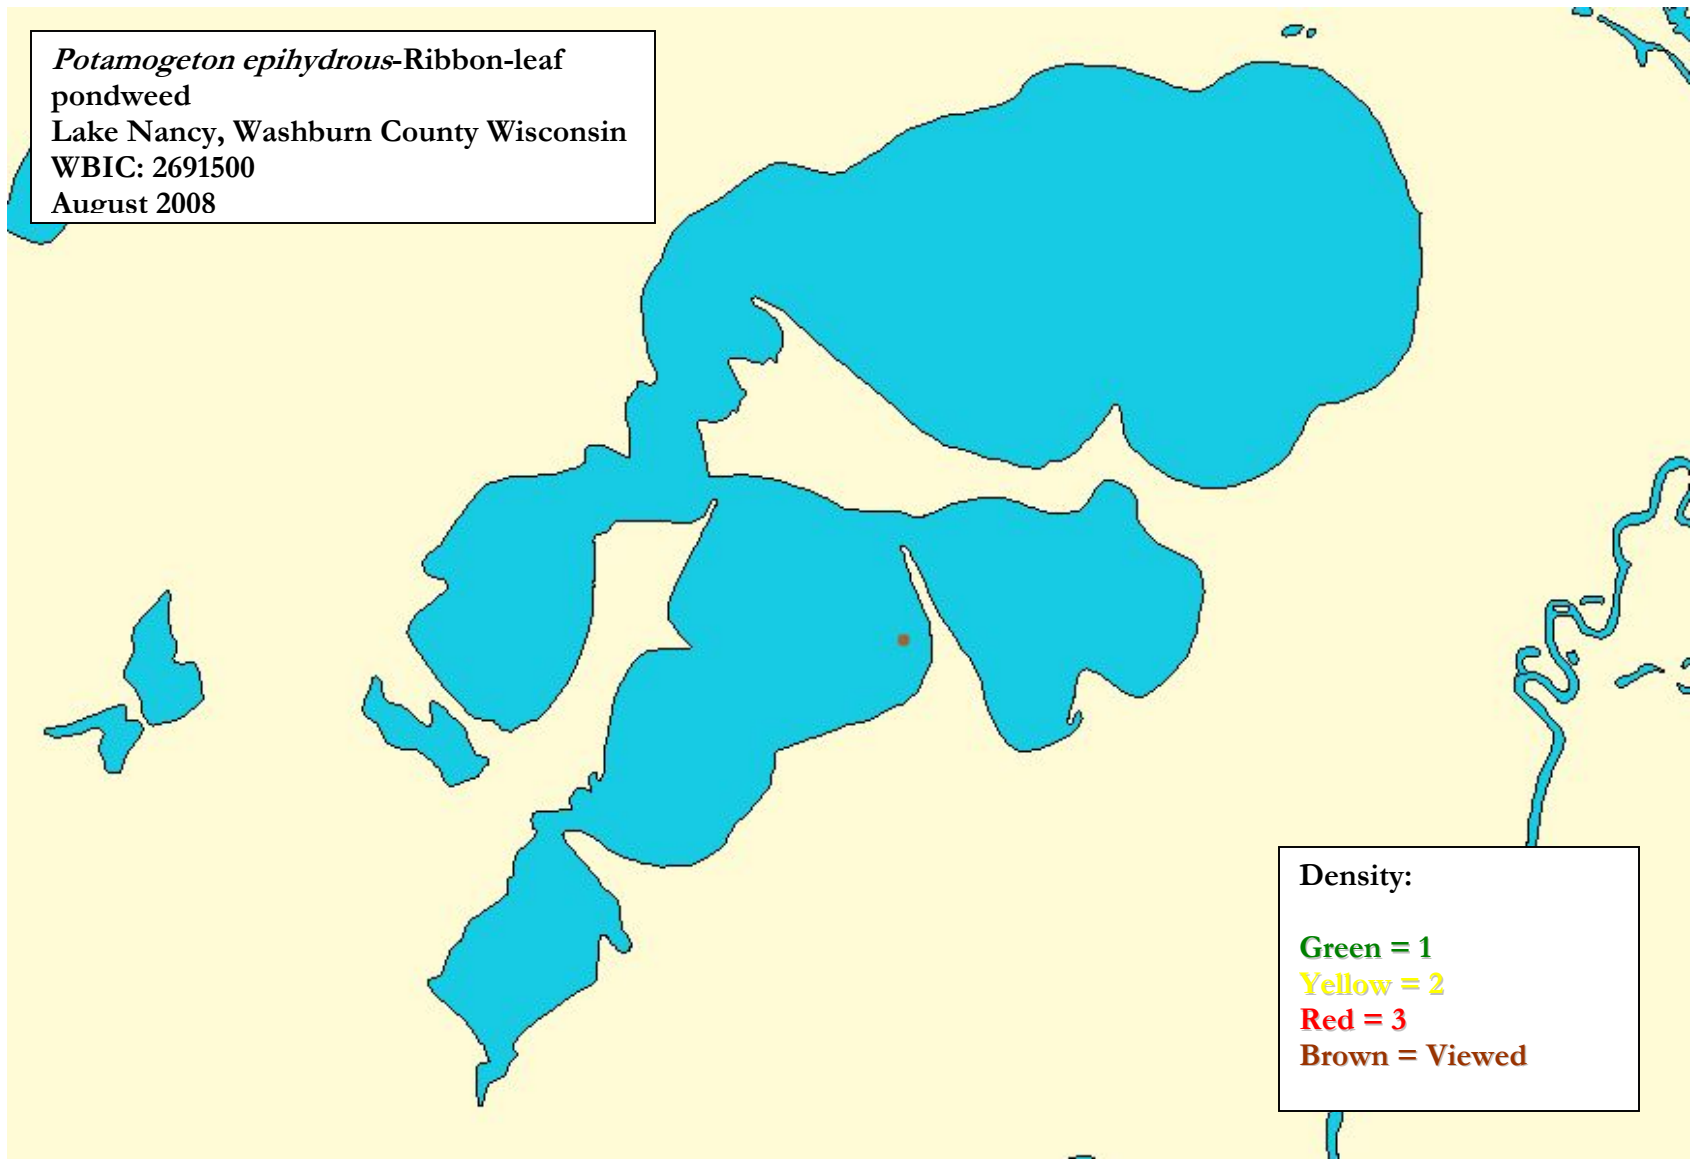 Potamogeton epihydrous-Ribbon-leaf
pondweed
Lake Nancy, Washburn County Wisconsin
WBIC: 2691500
August 2008
Density:
Green = 1
Yellow = 2
Red = 3
Brown = Viewed